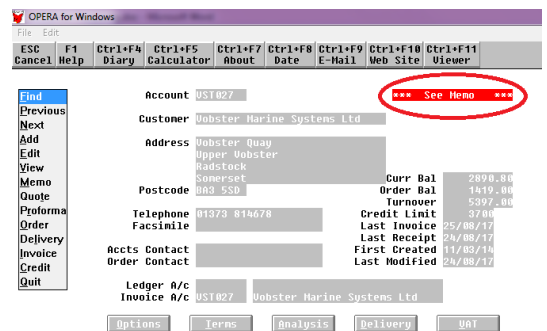 OPERA for Windows
File Edit
ESC F1 Ctrl+F4 Ctrl+F5 Ctrl+F7 Ctrl+F8 Ctrl+F9 Ctrl+F10 Ctrl+F11
Cancel Help Diary Calculator About Date E-Mail Web Site Viewer
Find
Previous
Next
Add
Edit
View
Memo
Quote
Proforma
Order
Delivery
Invoice
Credit
Quit
Account VST027
*** See Memo ***
Customer Vobster Marine Systems Ltd
Address Vobster Quay
Upper Vobster
Radstock
Somerset
Postcode BA3 5SD
Telephone 01373 814678
Facsimile
Accts Contact
Order Contact
Curr Bal 2890.80
Order Bal 1419.00
Turnover 5397.00
Credit Limit 3700
Last Invoice 25/08/17
Last Receipt 24/08/17
First Created 11/03/14
Last Modified 24/08/17
Ledger A/c
Invoice A/c VST027 Vobster Marine Systems Ltd
Options Terms Analysis Delivery VAT